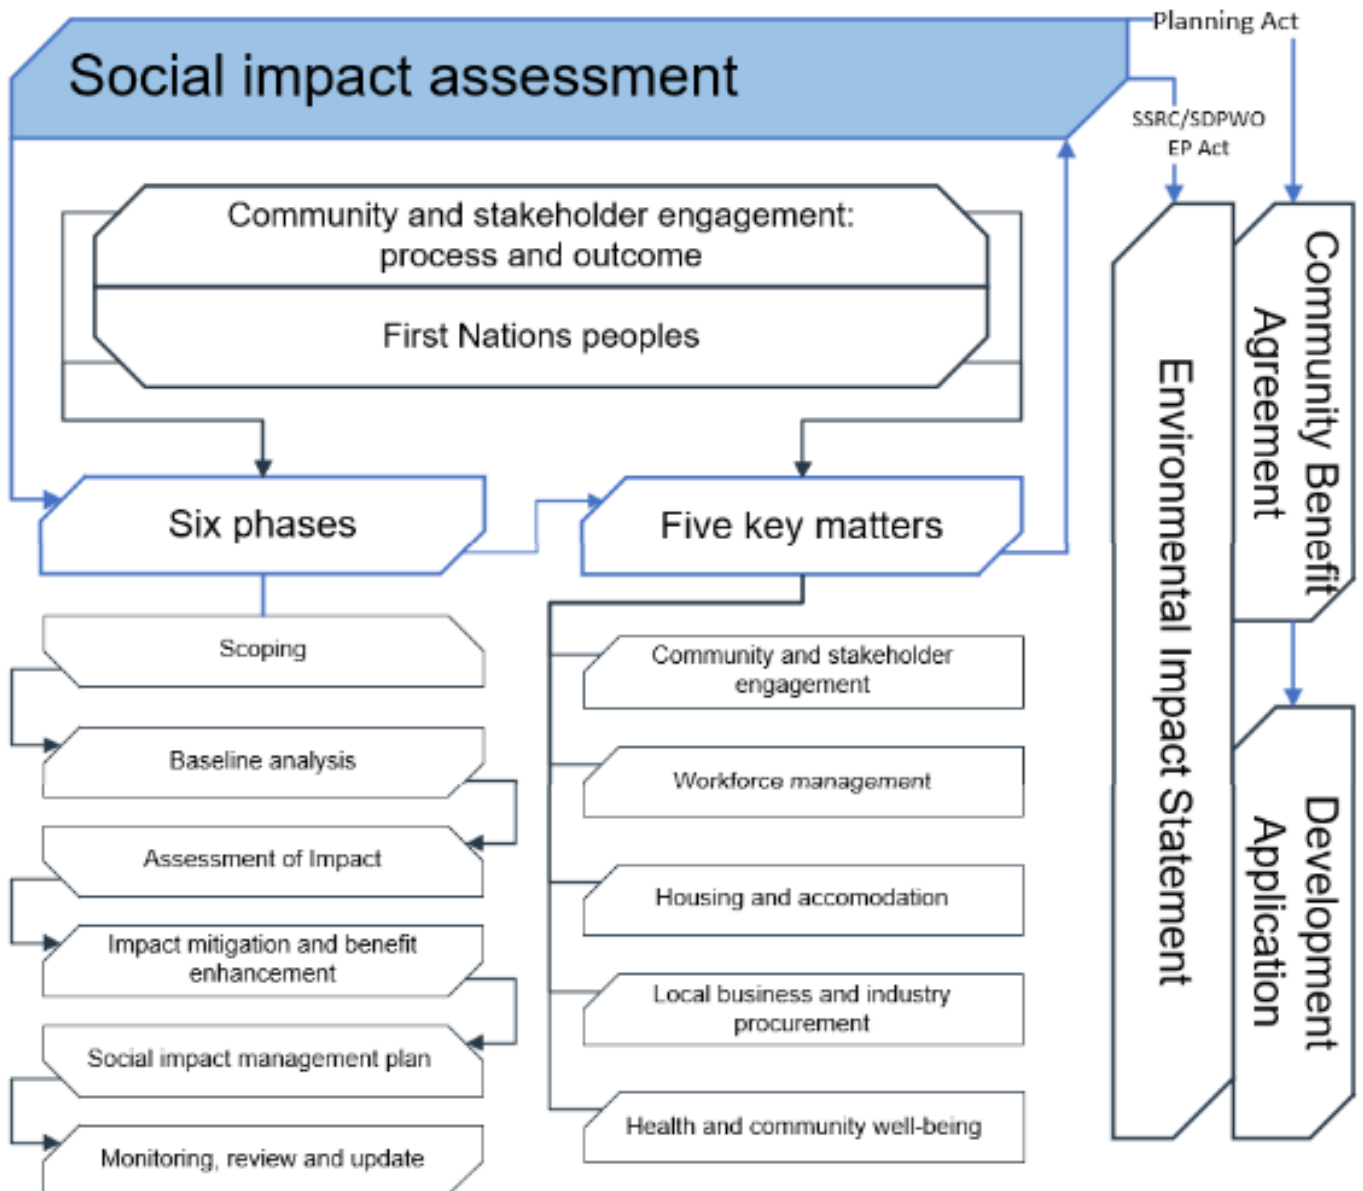 Social impact assessment
Planning Act
SSRC/SDPWO
EP Act
Community and stakeholder engagement:
process and outcome
First Nations peoples
Six phases
Five key matters
Scoping
Baseline analysis
Assessment of Impact
Impact mitigation and benefit
enhancement
Social impact management plan
Monitoring, review and update
Community and stakeholder
engagement
Workforce management
Housing and accomodation
Local business and industry
procurement
Health and community well-being
Environmental Impact Statement
Community Benefit
Agreement
Development
Application